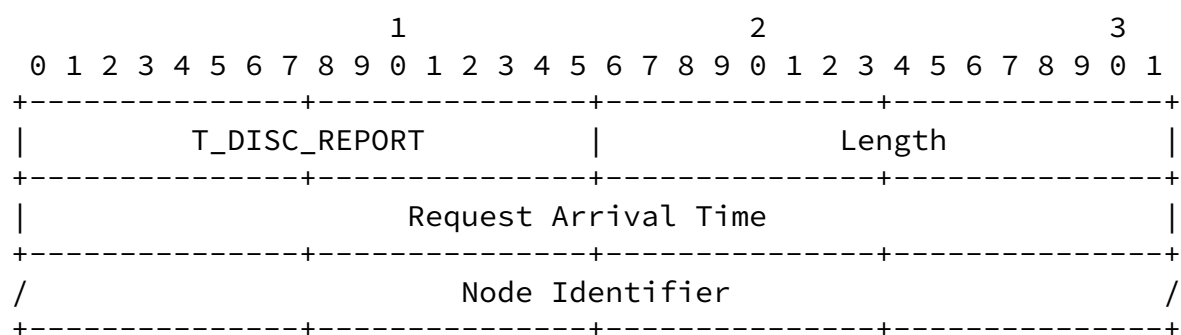 1                   2                   3
 0 1 2 3 4 5 6 7 8 9 0 1 2 3 4 5 6 7 8 9 0 1 2 3 4 5 6 7 8 9 0 1
+---------------+---------------+---------------+---------------+
|         T_DISC_REPORT         |             Length            |
+---------------+---------------+---------------+---------------+
|                     Request Arrival Time                      |
+---------------+---------------+---------------+---------------+
/                        Node Identifier                        /
+---------------+---------------+---------------+---------------+